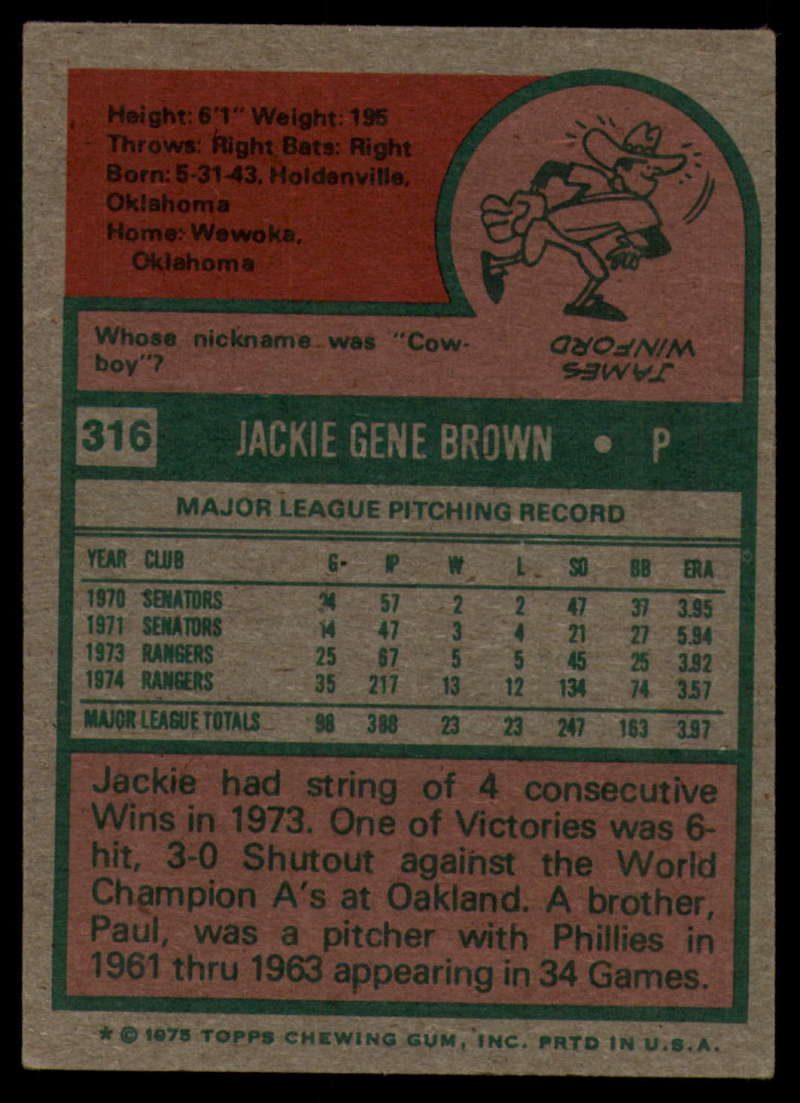 Height: 6'1" Weight: 195
Throws: Right Bats: Right
Born: 5-31-43, Holdenville,
Oklahoma
Home: Wewoka,
Oklahoma
Whose nickname was "Cow-
boy"?
JAMES
WINFORD
316 JACKIE GENE BROWN • P
MAJOR LEAGUE PITCHING RECORD
YEAR CLUB G IP W L SO BB ERA
1970 SENATORS 24 57 2 2 47 37 3.95
1971 SENATORS 14 47 3 4 21 27 5.94
1973 RANGERS 25 67 5 5 45 25 3.92
1974 RANGERS 35 217 13 12 134 74 3.57
MAJOR LEAGUE TOTALS 98 388 23 23 247 163 3.97
Jackie had string of 4 consecutive
Wins in 1973. One of Victories was 6-
hit, 3-0 Shutout against the World
Champion A's at Oakland. A brother,
Paul, was a pitcher with Phillies in
1961 thru 1963 appearing in 34 Games.
* © 1975 TOPPS CHEWING GUM, INC. PRTD IN U.S.A.